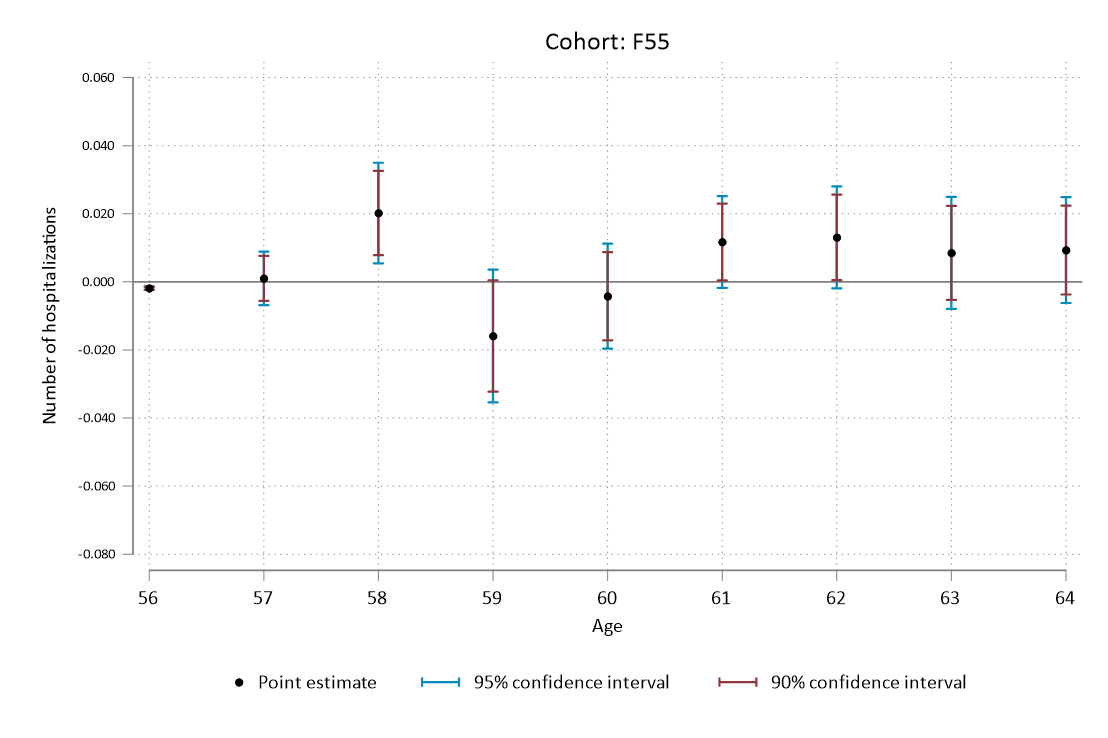 Cohort: F55
0.060
0.040
0.020
0.000
-0.020
-0.040
-0.060
-0.080
Number of hospitalizations
56 57 58 59 60 61 62 63 64
Age
Point estimate 95% confidence interval 90% confidence interval